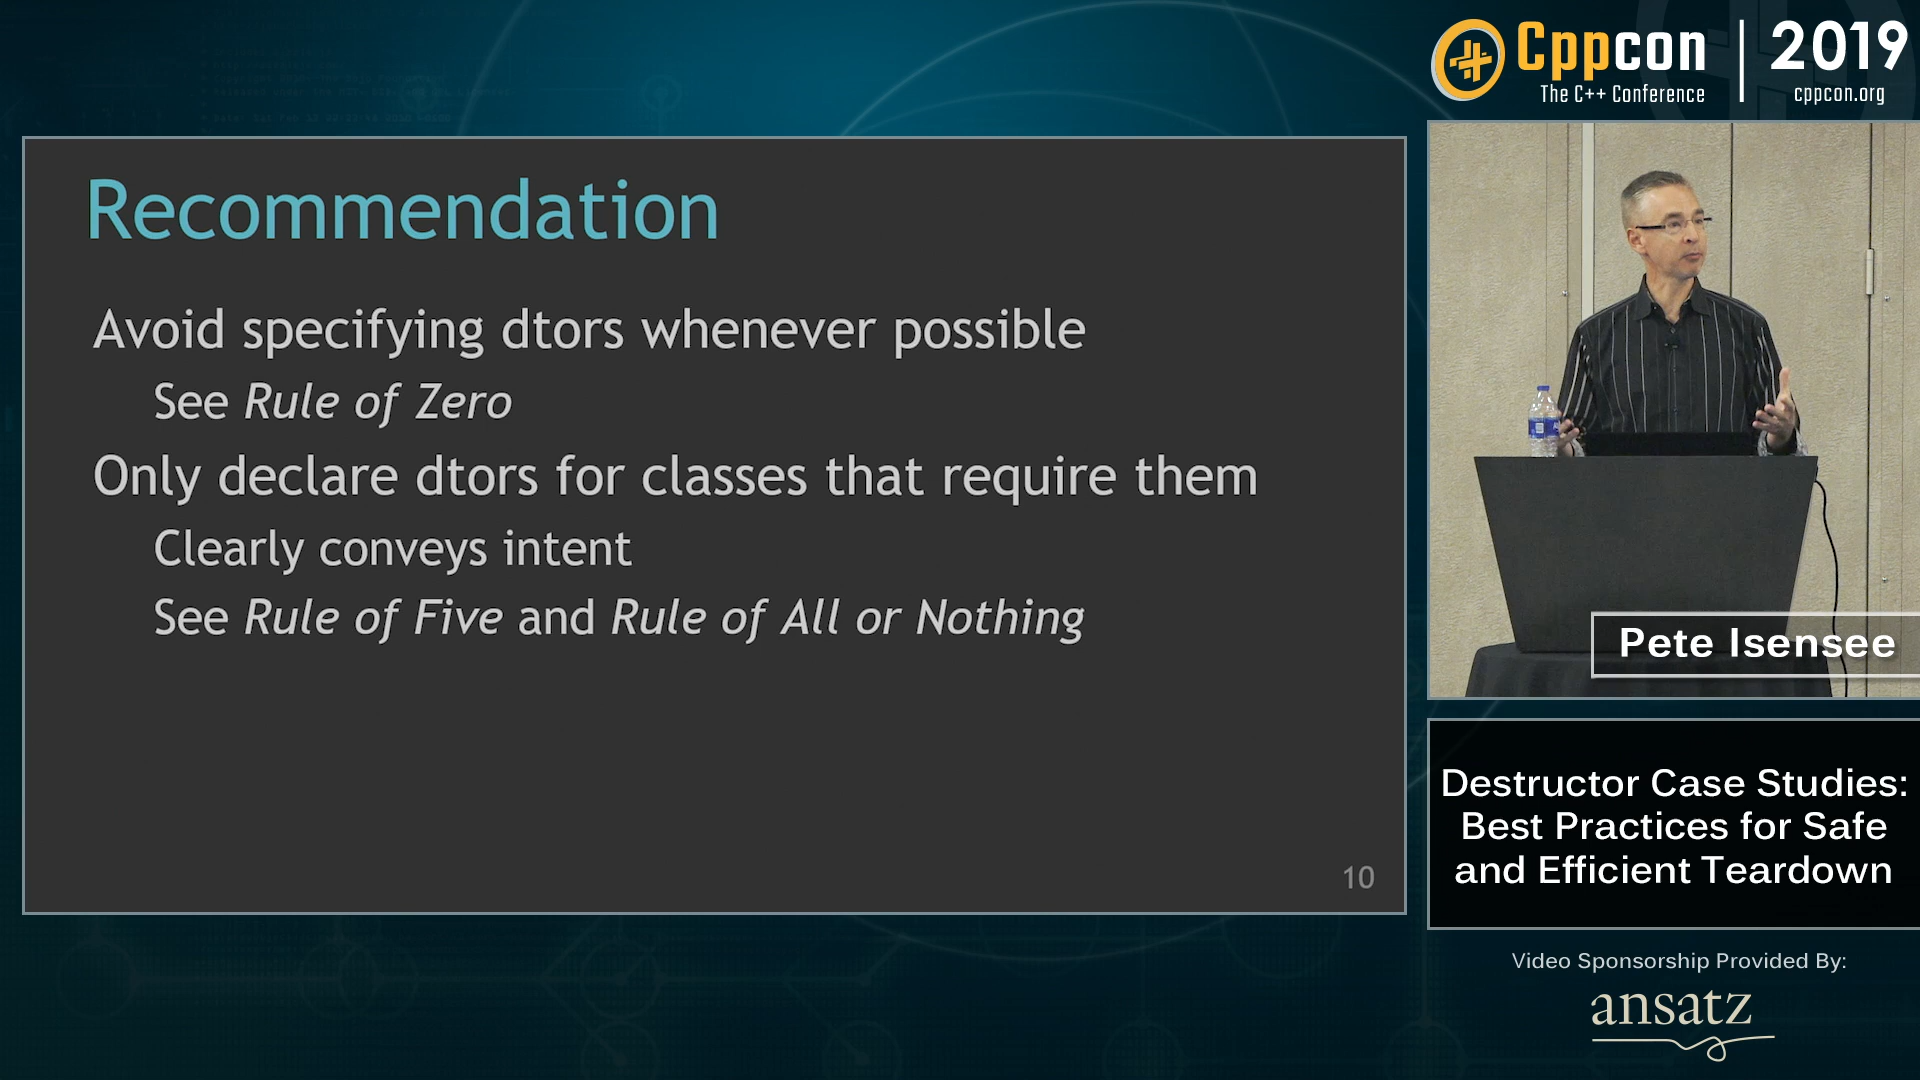 Cppcon
The C++ Conference
2019
cppcon.org
Recommendation
Avoid specifying dtors whenever possible
See Rule of Zero
Only declare dtors for classes that require them
Clearly conveys intent
See Rule of Five and Rule of All or Nothing
10
Pete Isensee
Destructor Case Studies:
Best Practices for Safe
and Efficient Teardown
Video Sponsorship Provided By:
ansatz